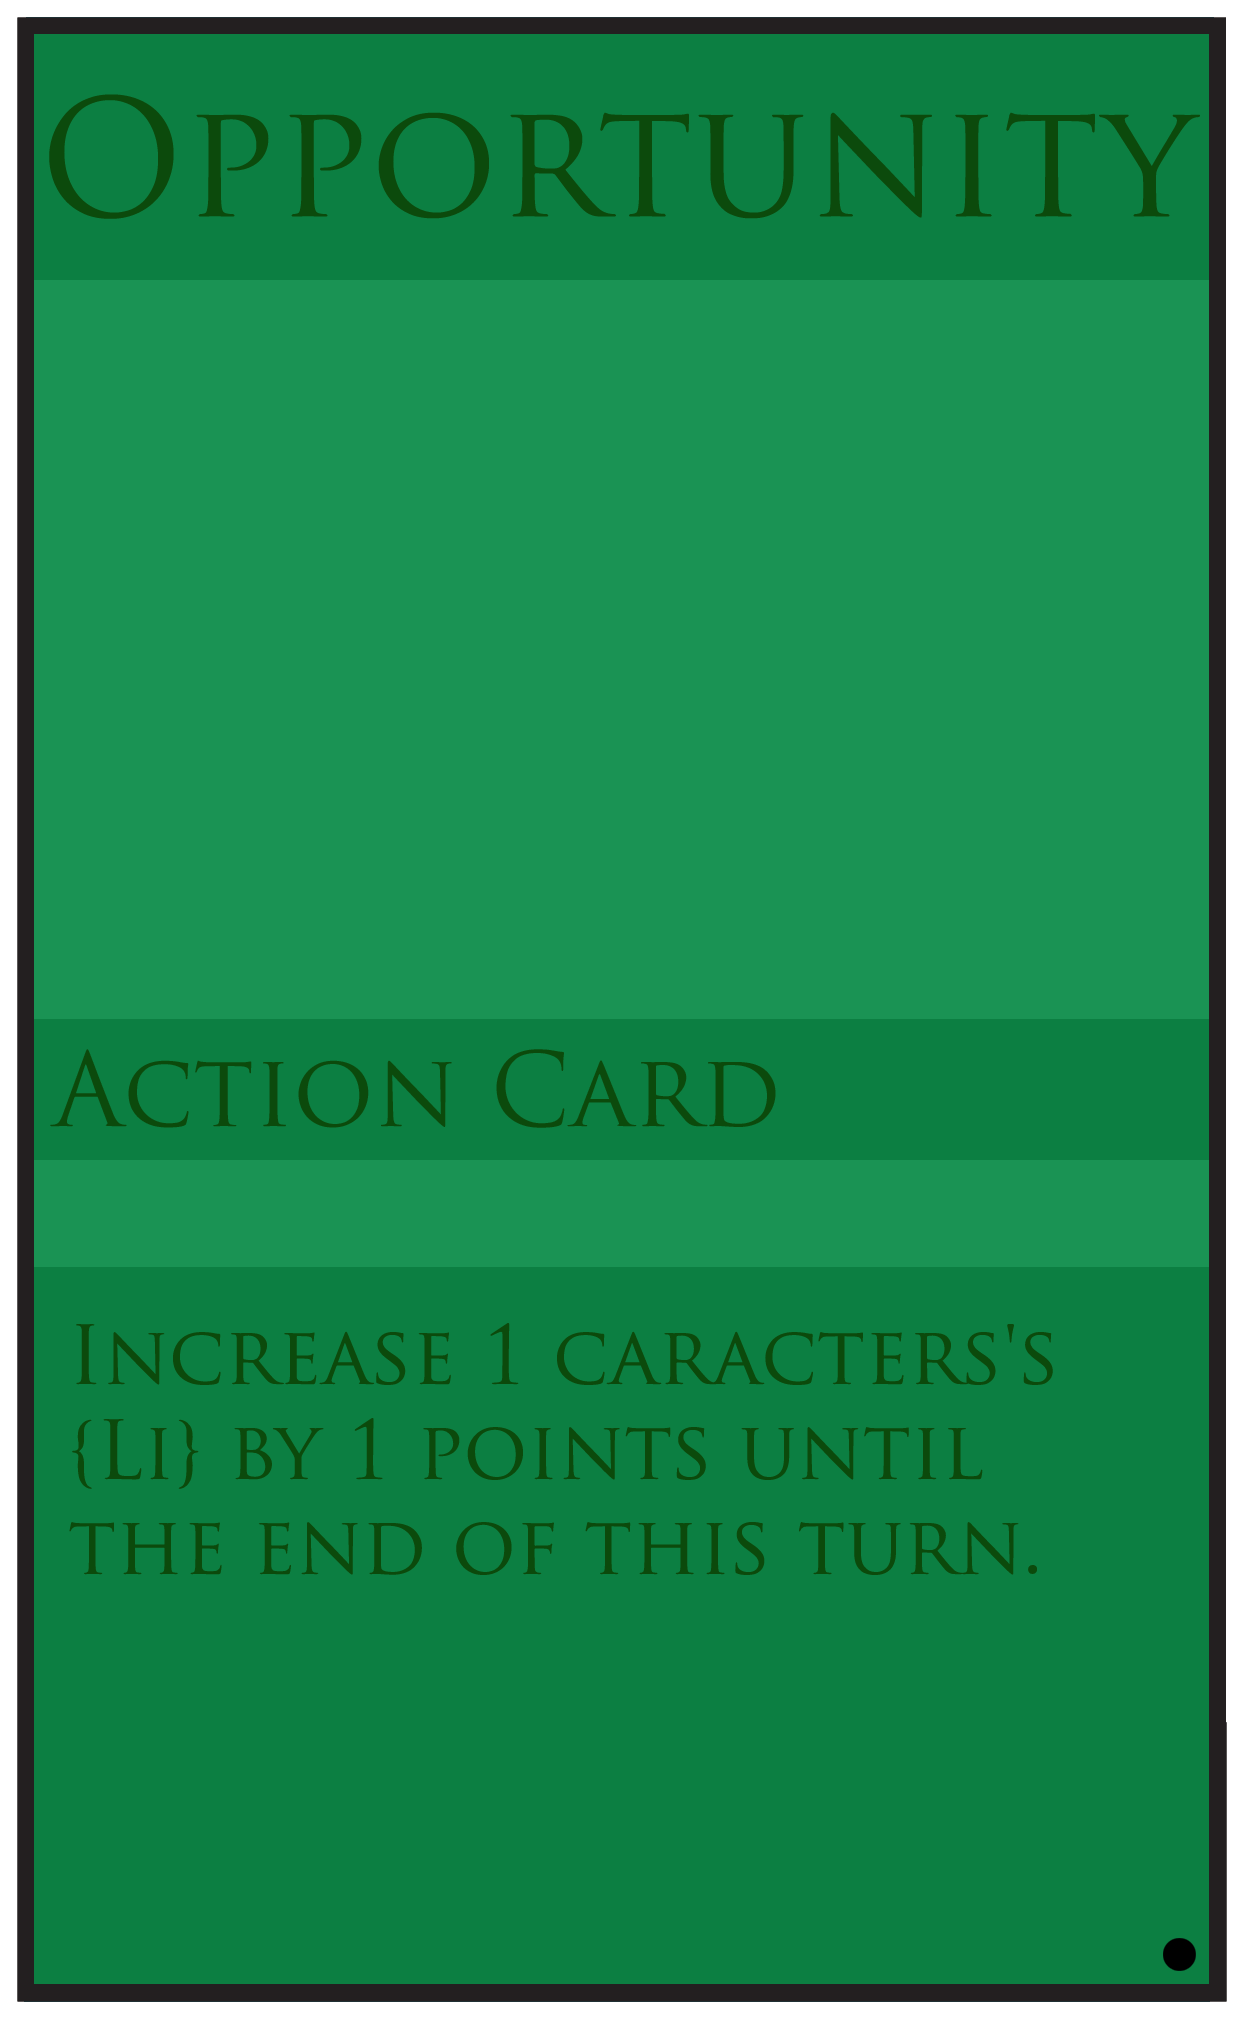 Opportunity
Action Card
Increase 1 caracters's
{Li} by 1 points until
the end of this turn.